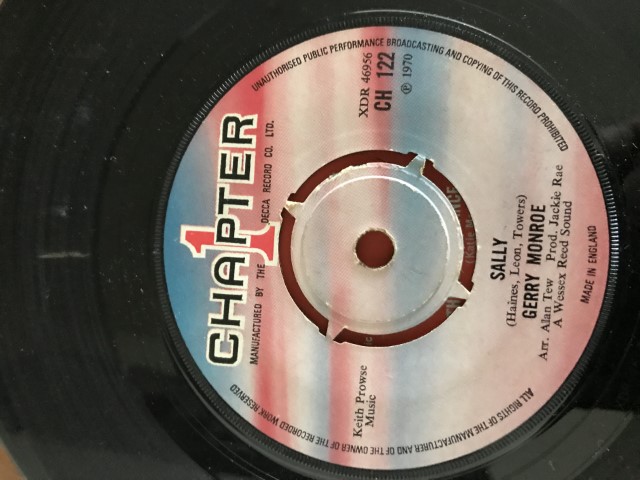 UNAUTHORISED PUBLIC PERFORMANCE BROADCASTING AND COPYING OF THIS RECORD PROHIBITED
CHAPTER
1
MANUFACTURED BY THE DECCA RECORD CO. LTD.
XDR 46956
CH 122
℗ 1970
Keith Prowse
Music
SALLY
(Haines, Leon, Towers)
GERRY MONROE
Arr. Alan Tew Prod. Jackie Rae
A Wessex Reed Sound
MADE IN ENGLAND
ALL RIGHTS OF THE MANUFACTURER AND OF THE OWNER OF THE RECORDED WORK RESERVED